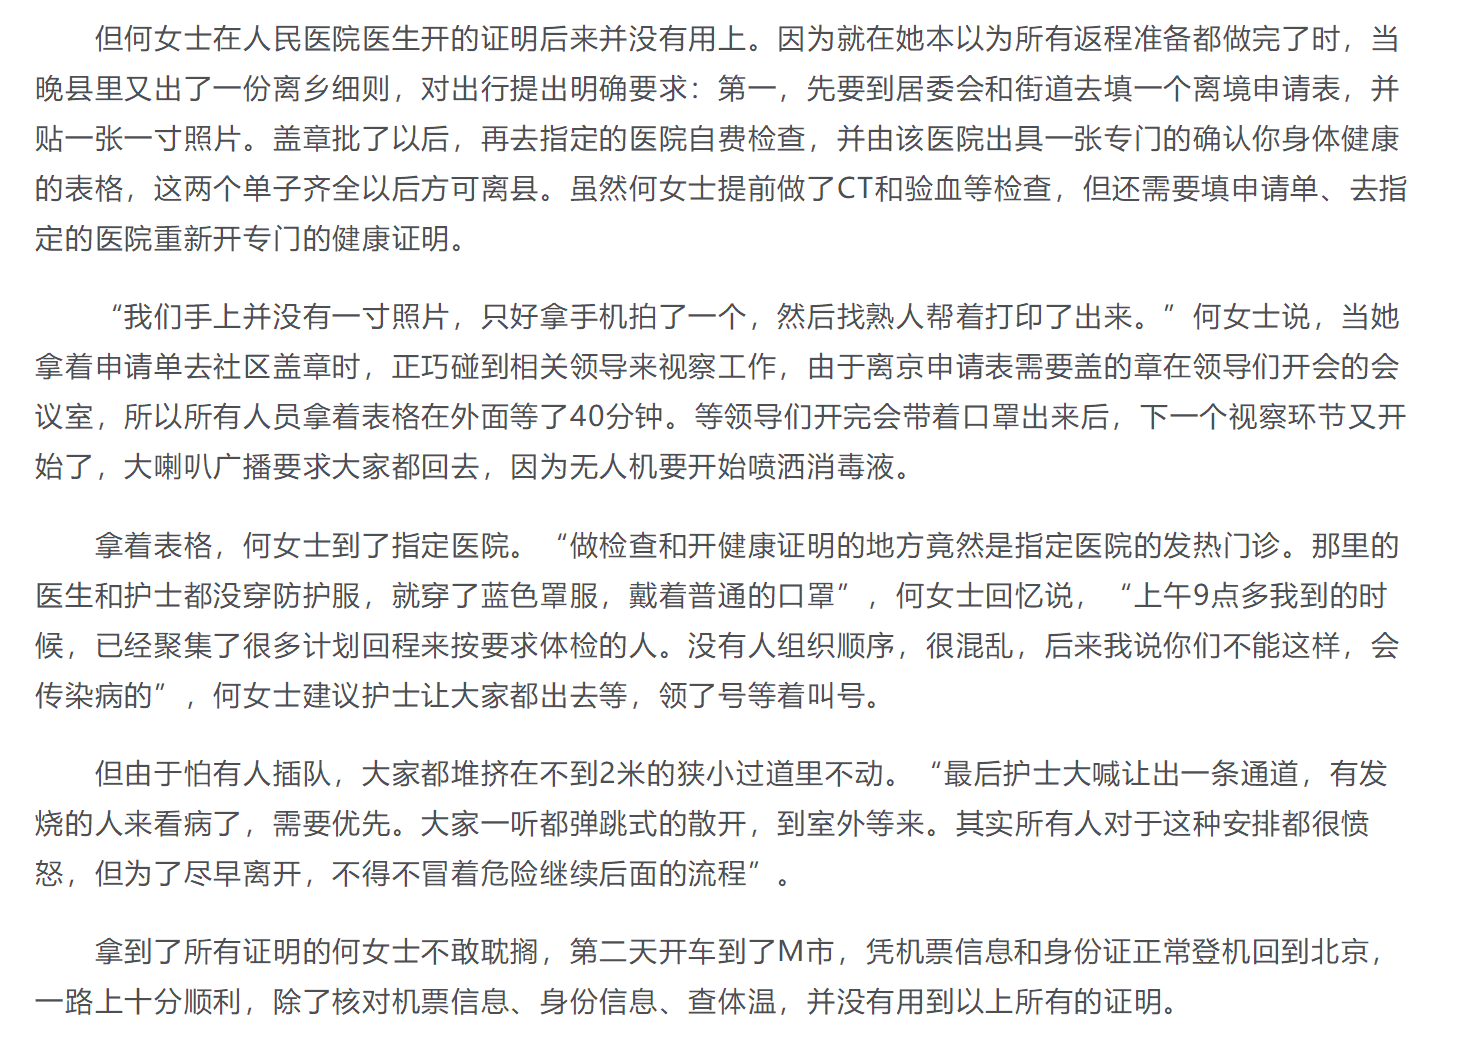 但何女士在人民医院医生开的证明后来并没有用上。因为就在她本以为所有返程准备都做完了时，当
晚县里又出了一份离乡细则，对出行提出明确要求：第一，先要到居委会和街道去填一个离境申请表，并
贴一张一寸照片。盖章批了以后，再去指定的医院自费检查，并由该医院出具一张专门的确认你身体健康
的表格，这两个单子齐全以后方可离县。虽然何女士提前做了CT和验血等检查，但还需要填申请单、去指
定的医院重新开专门的健康证明。
“我们手上并没有一寸照片，只好拿手机拍了一个，然后找熟人帮着打印了出来。”何女士说，当她
拿着申请单去社区盖章时，正巧碰到相关领导来视察工作，由于离京申请表需要盖的章在领导们开会的会
议室，所以所有人员拿着表格在外面等了40分钟。等领导们开完会带着口罩出来后，下一个视察环节又开
始了，大喇叭广播要求大家都回去，因为无人机要开始喷洒消毒液。
拿着表格，何女士到了指定医院。“做检查和开健康证明的地方竟然是指定医院的发热门诊。那里的
医生和护士都没穿防护服，就穿了蓝色罩服，戴着普通的口罩”，何女士回忆说，“上午9点多我到的时
候，已经聚集了很多计划回程来按要求体检的人。没有人组织顺序，很混乱，后来我说你们不能这样，会
传染病的”，何女士建议护士让大家都出去等，领了号等着叫号。
但由于怕有人插队，大家都堆挤在不到2米的狭小过道里不动。“最后护士大喊让出一条通道，有发
烧的人来看病了，需要优先。大家一听都弹跳式的散开，到室外等来。其实所有人对于这种安排都很愤
怒，但为了尽早离开，不得不冒着危险继续后面的流程”。
拿到了所有证明的何女士不敢耽搁，第二天开车到了M市，凭机票信息和身份证正常登机回到北京，
一路上十分顺利，除了核对机票信息、身份信息、查体温，并没有用到以上所有的证明。